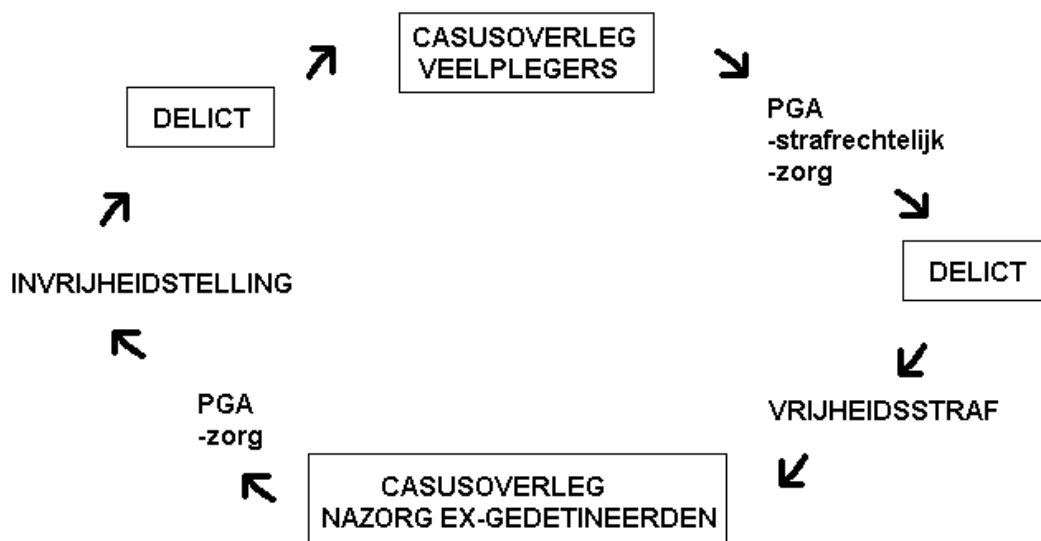 CASUSOVERLEG
VEELPLEGERS
DELICT
PGA
-strafrechtelijk
-zorg
DELICT
INVRIJHEIDSTELLING
VRIJHEIDSSTRAF
PGA
-zorg
CASUSOVERLEG
NAZORG EX-GEDETINEERDEN